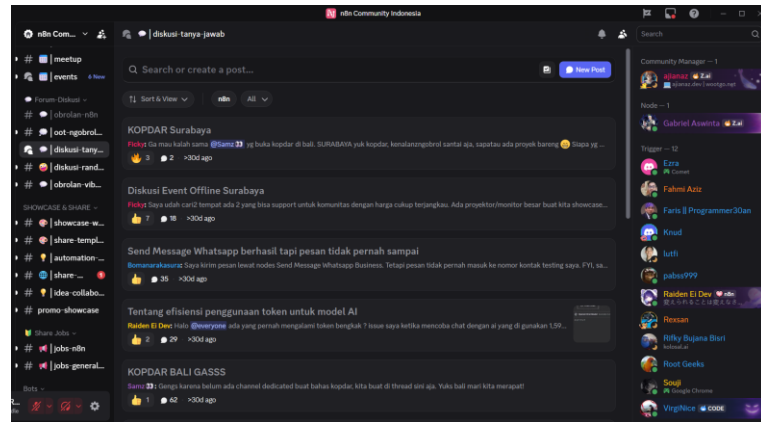 n8n Community Indonesia
n8n Com...
# | meetup
| events 6 New
Forum-Diskusi
# | obrolan-n8n
# | oot-ngobrol...
| diskusi-tany...
# | diskusi-rand...
# | obrolan-vib...
SHOWCASE & SHARE
# | showcase-w...
# | share-templ...
# | automation-...
# | share-...
# | idea-collabo...
# promo-showcase
Share Jobs
# | jobs-n8n
# | jobs-general...
Bots
| diskusi-tanya-jawab
Search or create a post...
New Post
Sort & View
n8n
All
KOPDAR Surabaya
Ficky: Ga mau kalah sama @Samz yg buka kopdar di bali. SURABAYA yuk kopdar, konalanzngobrol santai aja, sapatau ada proyek bareng Siapa yg ...
3 2 >30d ago
Diskusi Event Offline Surabaya
Ficky: Saya udah cari2 tempat ada 2 yang bisa support untuk komunitas dengan harga cukup terjangkau. Ada proyektor/monitor besar buat kita showcase...
7 18 >30d ago
Send Message Whatsapp berhasil tapi pesan tidak pernah sampai
Bomanarakasura: Saya kirim pesan lewat nodes Send Message Whatsapp Business. Tetapi pesan tidak pernah masuk ke nomor kontak testing saya. FYI, sa...
35 >30d ago
Tentang efisiensi penggunaan token untuk model AI
Raiden Ei Dev: Halo @everyone ada yang pernah mengalami token bengkak ? issue saya ketika mencoba chat dengan ai yang di gunakan 1,59...
2 29 >30d ago
KOPDAR BALI GASSS
Samz: Gengs karena belum ada channel dedicated buat bahas kopdar, kita buat di thread sini aja. Yuks bali mari kita merapat!
1 62 >30d ago
Search
Community Manager — 1
ajianaz Z.ai
ajianaz.dev | wootgo.net
Node — 1
Gabriel Aswinta Z.ai
Trigger — 12
Ezra
Comet
Fahmi Aziz
Faris || Programmer30an
Knud
lutfi
pabss999
Raiden Ei Dev n8n
Rexsan
Rifky Bujana Bisri
kolosal.ai
Root Geeks
Souji
Google Chrome
VirgiNice CODE